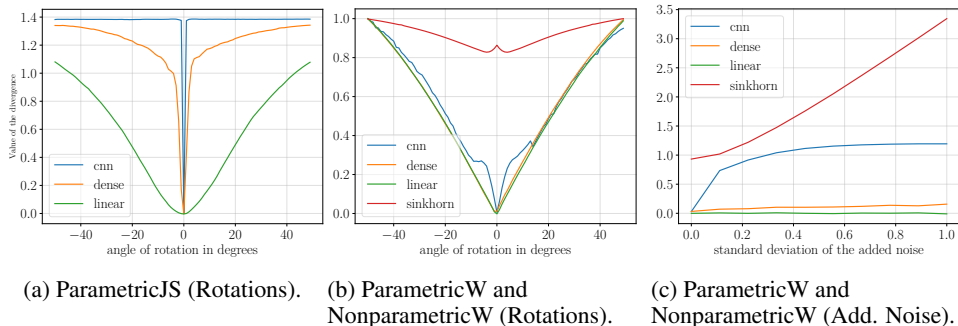 Value of the divergence
1.4
1.2
1.0
0.8
0.6
0.4
0.2
0.0
cnn
dense
linear
−40 −20 0 20 40
angle of rotation in degrees
1.0
0.8
0.6
0.4
0.2
0.0
cnn
dense
linear
sinkhorn
−40 −20 0 20 40
angle of rotation in degrees
3.5
3.0
2.5
2.0
1.5
1.0
0.5
0.0
cnn
dense
linear
sinkhorn
0.0 0.2 0.4 0.6 0.8 1.0
standard deviation of the added noise
(a) ParametricJS (Rotations).
(b) ParametricW and
NonparametricW (Rotations).
(c) ParametricW and
NonparametricW (Add. Noise).